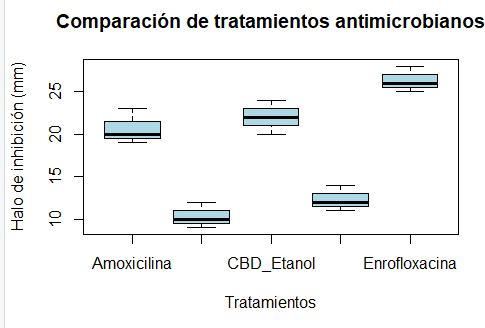 Comparación de tratamientos antimicrobianos
Halo de inhibición (mm)
25
20
15
10
Amoxicilina CBD_Etanol Enrofloxacina
Tratamientos